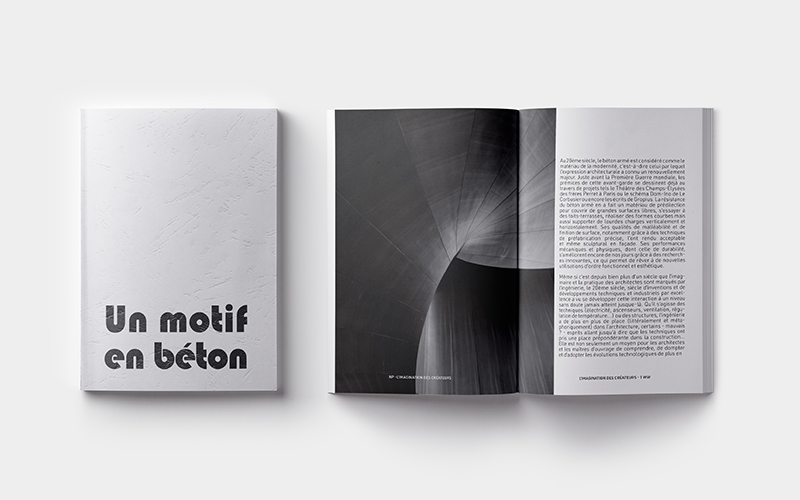 Un motif
en béton
L'IMAGINATION DES CRÉATEURS
Au 20ème siècle, le béton armé est considéré comme le
matériau de la modernité, c'est-à-dire celui par lequel
l'expression architecturale a connu un renouvellement
majeur. Juste avant la Première Guerre mondiale, les
prémices de cette avant-garde se dessinent déjà au
travers de projets tels le Théâtre des Champs-Elysées
des frères Perret à Paris ou le schéma Dom-Ino de Le
Corbusier ou encore les écrits de Gropius. La résistance
du béton armé en a fait un matériau de prédilection
pour couvrir de grandes surfaces libres, s'essayer à
des toits-terrasses, réaliser des formes courbes mais
aussi supporter de lourdes charges verticalement et
horizontalement. Ses qualités de malléabilité et de
finition de surface, notamment grâce à des techniques
de préfabrication précise, l'ont rendu acceptable
et même sculptural en façade. Ses performances
mécaniques et physiques, dont celle de durabilité,
s'améliorent encore de nos jours grâce à des recherch-
es innovantes, ce qui permet de rêver à de nouvelles
utilisations d'ordre fonctionnel et esthétique.
Même si c'est depuis bien plus d'un siècle que l'imag-
inaire et la pratique des architectes sont marqués par
l'ingénierie, le 20ème siècle, siècle d'inventions et de
développements techniques et industriels par excel-
lence a vu se développer cette interaction à un niveau
sans doute jamais atteint jusque-là. Qu'il s'agisse des
techniques (électricité, ascenseurs, ventilation, régu-
lation de température...) ou des structures, l'ingénierie
a de plus en plus de place (littéralement et méta-
phoriquement) dans l'architecture, certains - mauvais
? - esprits allant jusqu'à dire que les techniques ont
pris une place prépondérante dans la construction...
Elle est non seulement un moyen pour les architectes
et les maîtres d'ouvrage de comprendre, de dompter
et d'adopter les évolutions technologiques de plus en
L'IMAGINATION DES CRÉATEURS